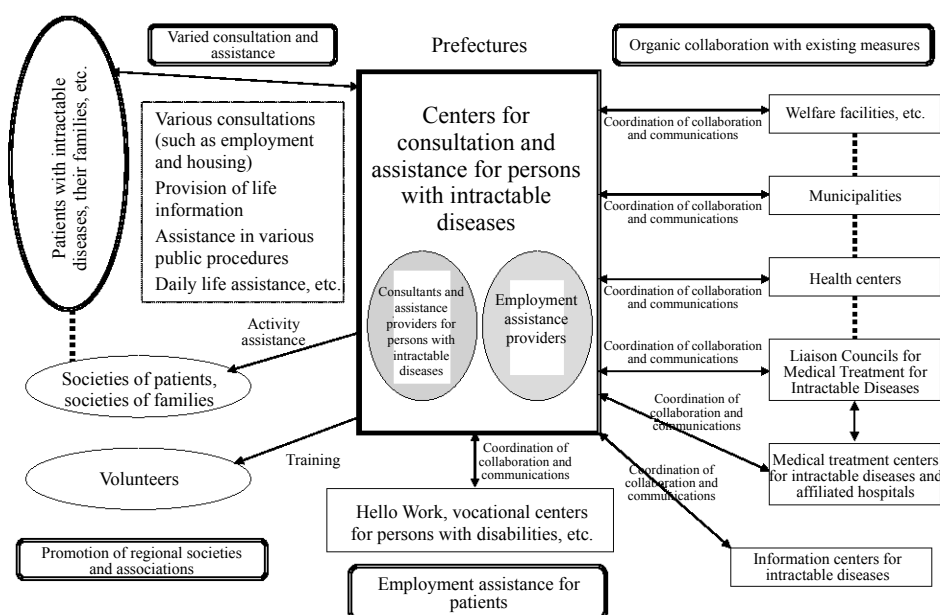 Varied consultation and
assistance
Prefectures
Organic collaboration with existing measures
Patients with intractable
diseases, their families, etc.
Various consultations
(such as employment
and housing)
Provision of life
information
Assistance in various
public procedures
Daily life assistance, etc.
Centers for
consultation and
assistance for persons
with intractable
diseases
Consultants and
assistance
providers for
persons with
intractable
diseases
Employment
assistance
providers
Coordination of collaboration
and communications
Welfare facilities, etc.
Coordination of collaboration
and communications
Municipalities
Coordination of collaboration
and communications
Health centers
Coordination of collaboration
and communications
Liaison Councils for
Medical Treatment for
Intractable Diseases
Coordination of
collaboration and
communications
Medical treatment centers
for intractable diseases and
affiliated hospitals
Coordination of
collaboration
and communications
Information centers for
intractable diseases
Activity
assistance
Societies of patients,
societies of families
Training
Volunteers
Coordination of
collaboration and
communications
Hello Work, vocational centers
for persons with disabilities, etc.
Promotion of regional societies
and associations
Employment assistance for
patients